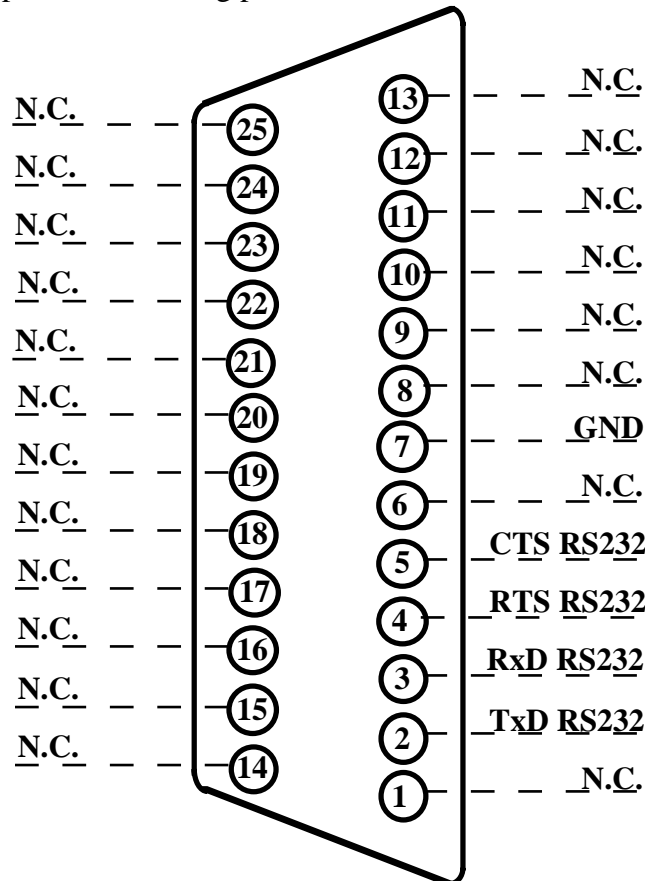 N.C.
25
N.C.
24
N.C.
23
N.C.
22
N.C.
21
N.C.
20
N.C.
19
N.C.
18
N.C.
17
N.C.
16
N.C.
15
N.C.
14
13 N.C.
12 N.C.
11 N.C.
10 N.C.
9 N.C.
8 N.C.
7 GND
6 N.C.
5 CTS RS232
4 RTS RS232
3 RxD RS232
2 TxD RS232
1 N.C.